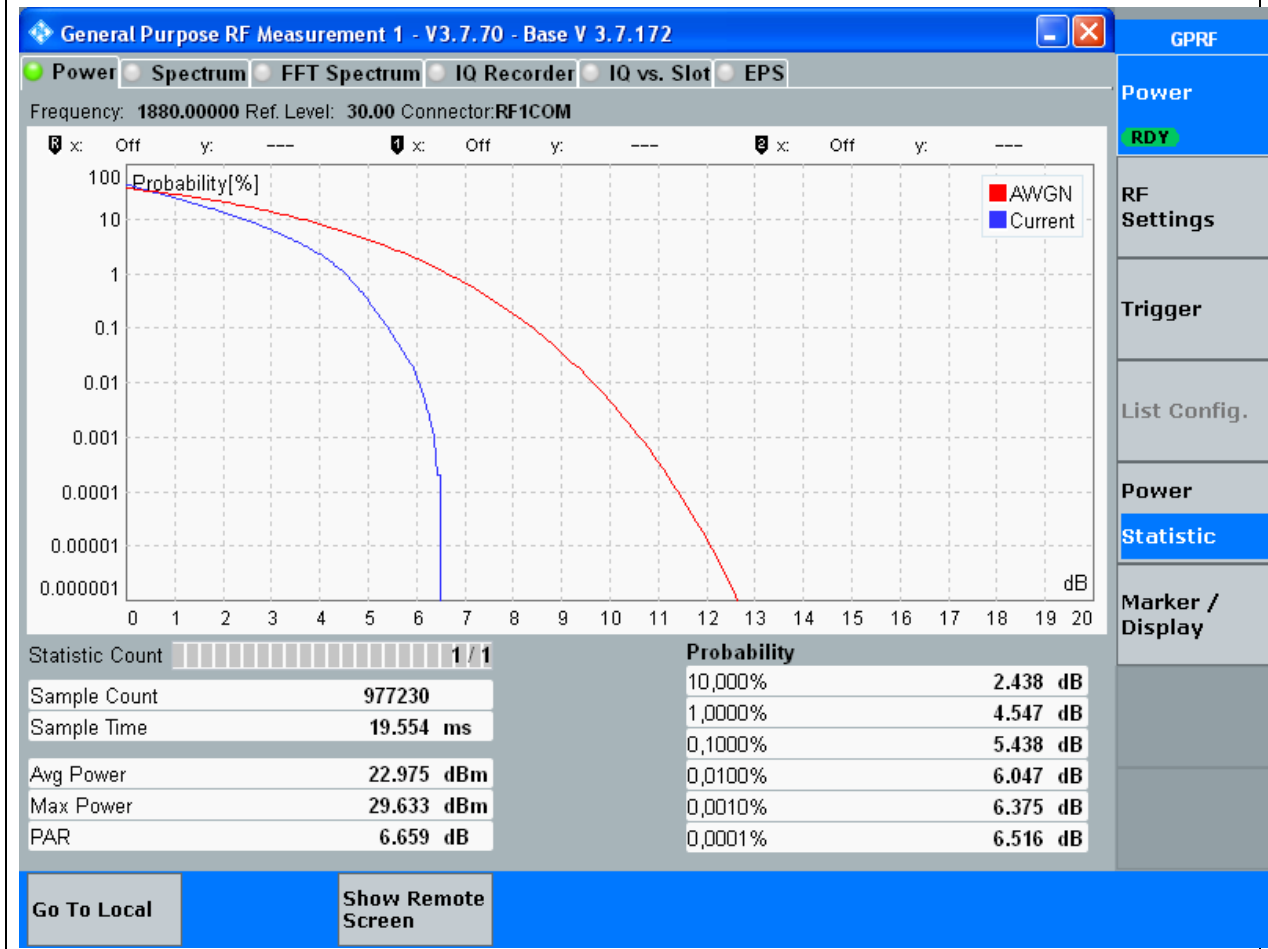 General Purpose RF Measurement 1 - V3.7.70 - Base V 3.7.172
GPRF
Power Spectrum FFT Spectrum IQ Recorder IQ vs. Slot EPS
Frequency: 1880.00000 Ref. Level: 30.00 Connector:RF1COM
R x: Off y: --- 1 x: Off y: --- 2 x: Off y: ---
Probability[%]
100
10
1
0.1
0.01
0.001
0.0001
0.00001
0.000001
AWGN
Current
dB
0 1 2 3 4 5 6 7 8 9 10 11 12 13 14 15 16 17 18 19 20
Statistic Count 1 / 1
Sample Count 977230
Sample Time 19.554 ms
Avg Power 22.975 dBm
Max Power 29.633 dBm
PAR 6.659 dB
Probability
10,000% 2.438 dB
1,0000% 4.547 dB
0,1000% 5.438 dB
0,0100% 6.047 dB
0,0010% 6.375 dB
0,0001% 6.516 dB
Power
RDY
RF
Settings
Trigger
List Config.
Power
Statistic
Marker /
Display
Go To Local
Show Remote
Screen